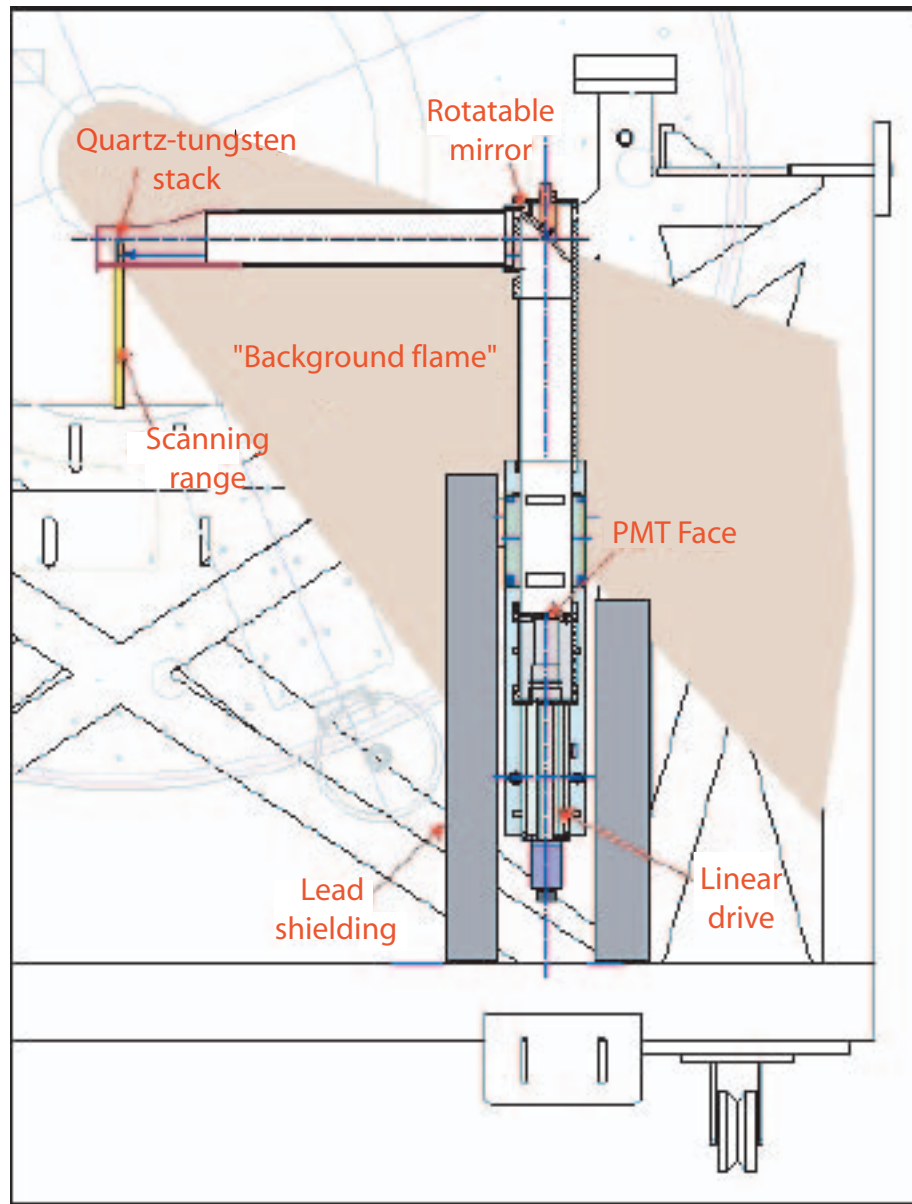 Rotatable
mirror
Quartz-tungsten
stack
"Background flame"
Scanning
range
PMT Face
Lead
shielding
Linear
drive